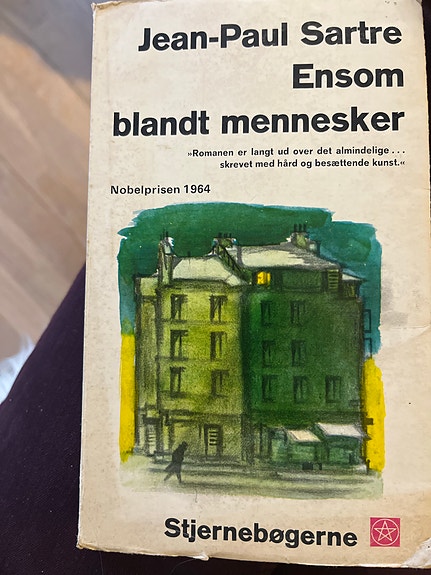 Jean-Paul Sartre
Ensom
blandt mennesker
»Romanen er langt ud over det almindelige...
skrevet med hård og besættende kunst.«
Nobelprisen 1964
Stjernebøgerne